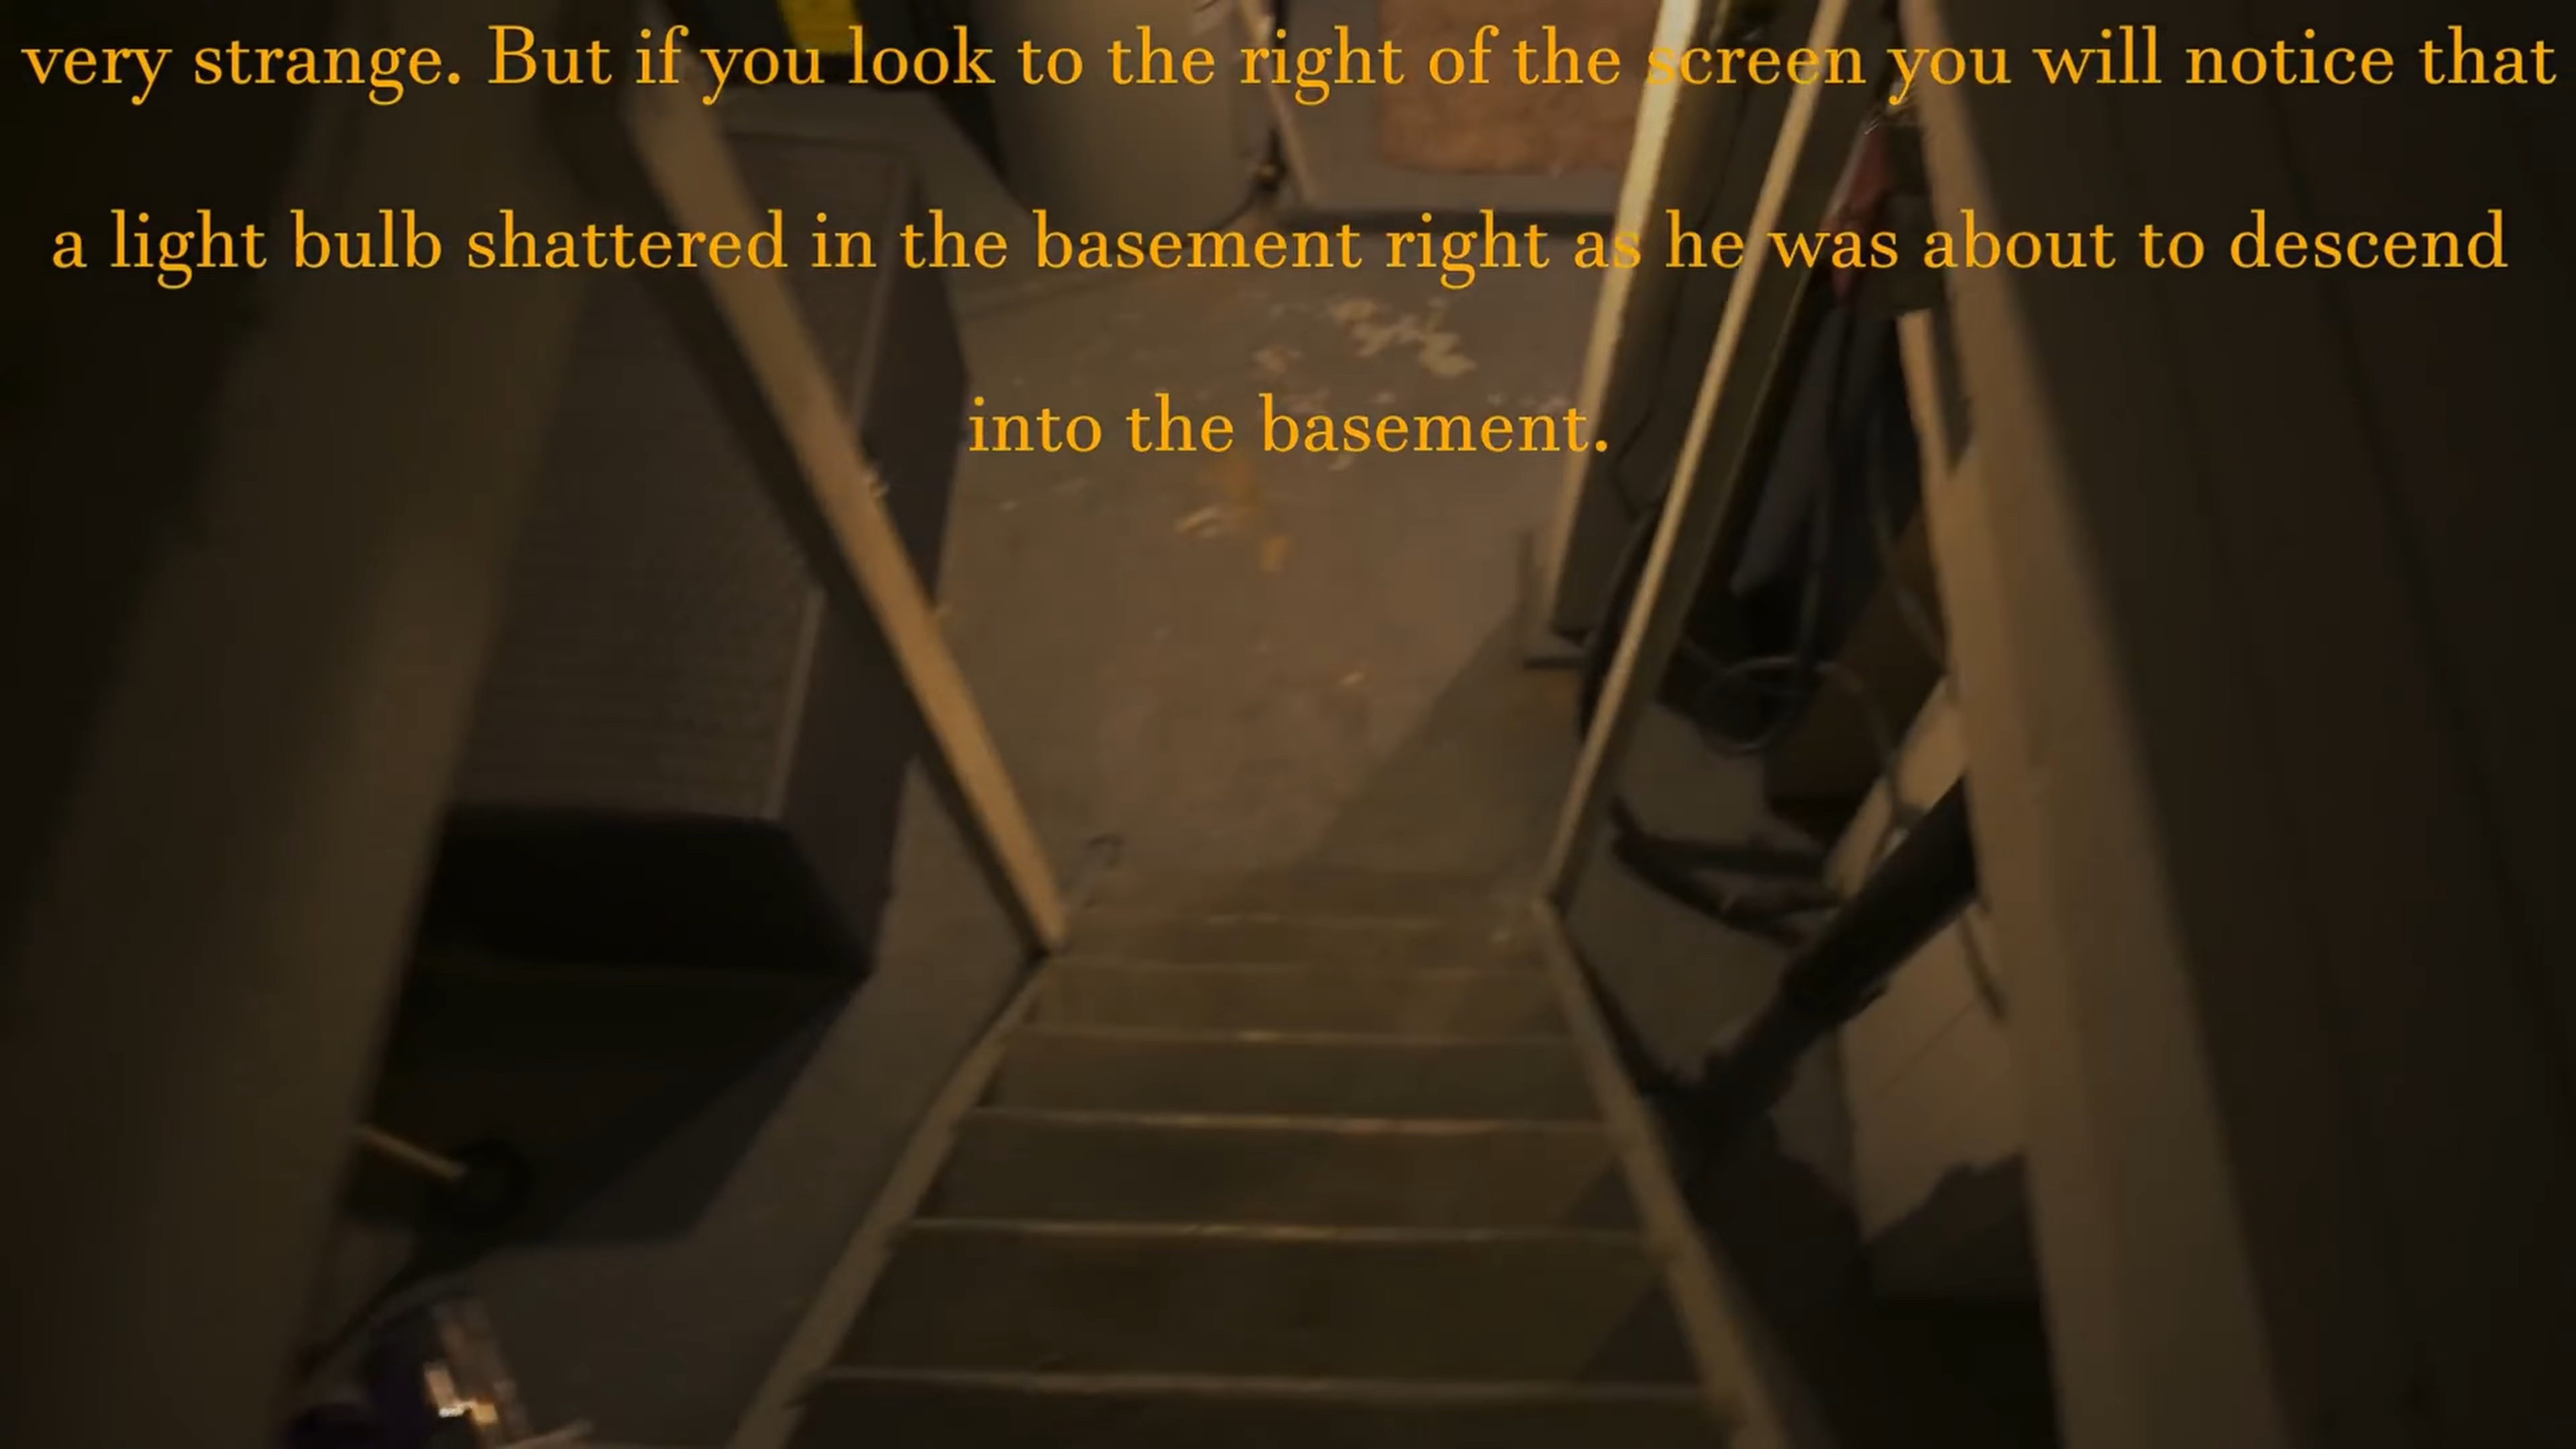 very strange. But if you look to the right of the screen you will notice that
a light bulb shattered in the basement right as he was about to descend
into the basement.